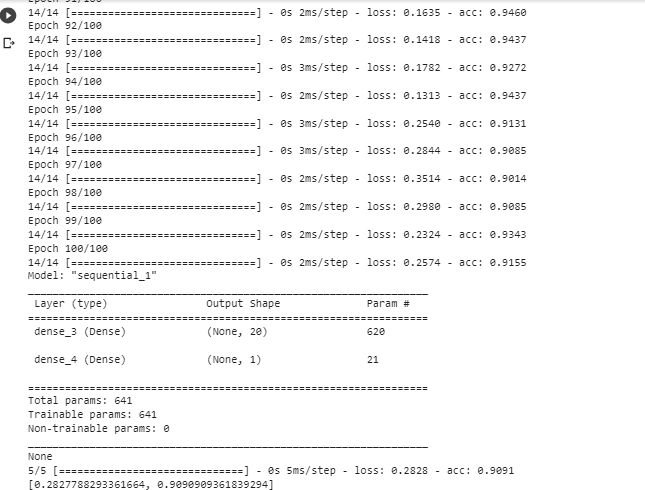 14/14 [==============================] - 0s 2ms/step - loss: 0.1635 - acc: 0.9460
Epoch 92/100
14/14 [==============================] - 0s 2ms/step - loss: 0.1418 - acc: 0.9437
Epoch 93/100
14/14 [==============================] - 0s 3ms/step - loss: 0.1782 - acc: 0.9272
Epoch 94/100
14/14 [==============================] - 0s 2ms/step - loss: 0.1313 - acc: 0.9437
Epoch 95/100
14/14 [==============================] - 0s 3ms/step - loss: 0.2540 - acc: 0.9131
Epoch 96/100
14/14 [==============================] - 0s 3ms/step - loss: 0.2844 - acc: 0.9085
Epoch 97/100
14/14 [==============================] - 0s 2ms/step - loss: 0.3514 - acc: 0.9014
Epoch 98/100
14/14 [==============================] - 0s 2ms/step - loss: 0.2980 - acc: 0.9085
Epoch 99/100
14/14 [==============================] - 0s 2ms/step - loss: 0.2324 - acc: 0.9343
Epoch 100/100
14/14 [==============================] - 0s 2ms/step - loss: 0.2574 - acc: 0.9155
Model: "sequential_1"
_________________________________________________________________
Layer (type) Output Shape Param #
=================================================================
dense_3 (Dense) (None, 20) 620
dense_4 (Dense) (None, 1) 21
=================================================================
Total params: 641
Trainable params: 641
Non-trainable params: 0
_________________________________________________________________
None
5/5 [==============================] - 0s 5ms/step - loss: 0.2828 - acc: 0.9091
[0.2827788293361664, 0.9090909361839294]